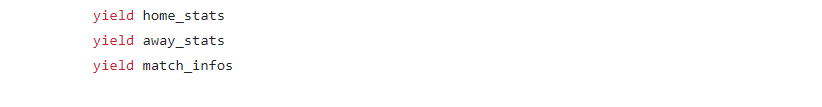 yield home_stats
yield away_stats
yield match_infos